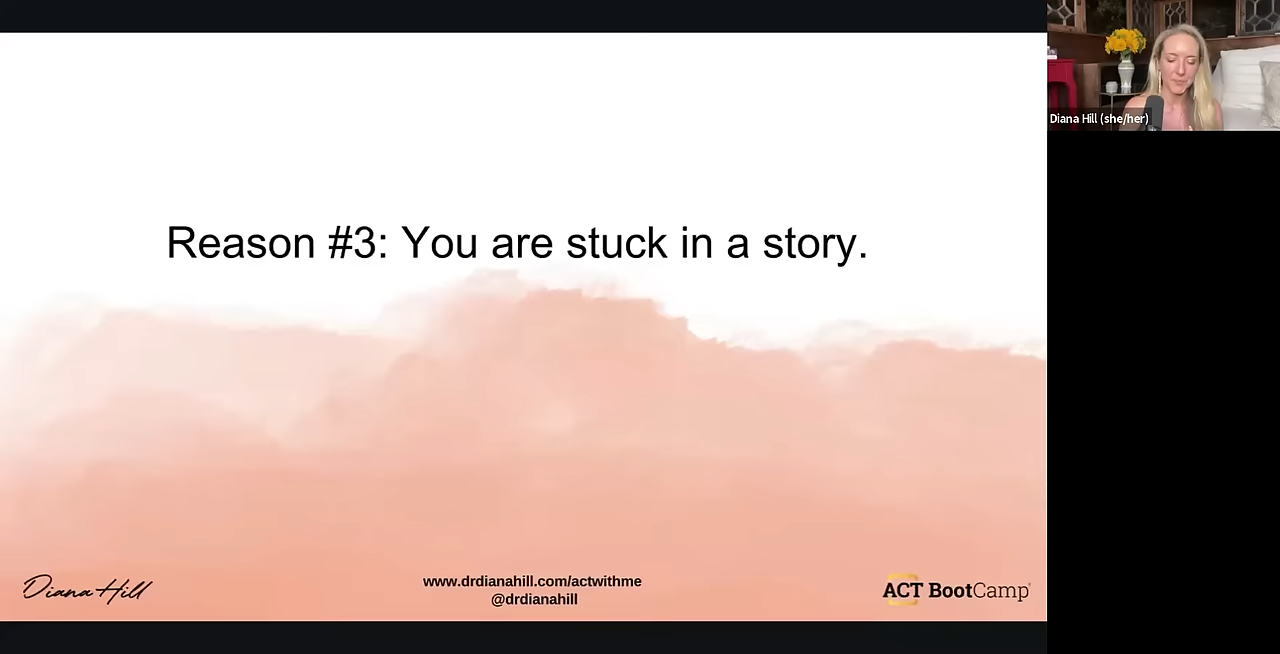 Diana Hill (she/her)
Reason #3: You are stuck in a story.
Diana Hill
www.drdianahill.com/actwithme
@drdianahill
ACT BootCamp